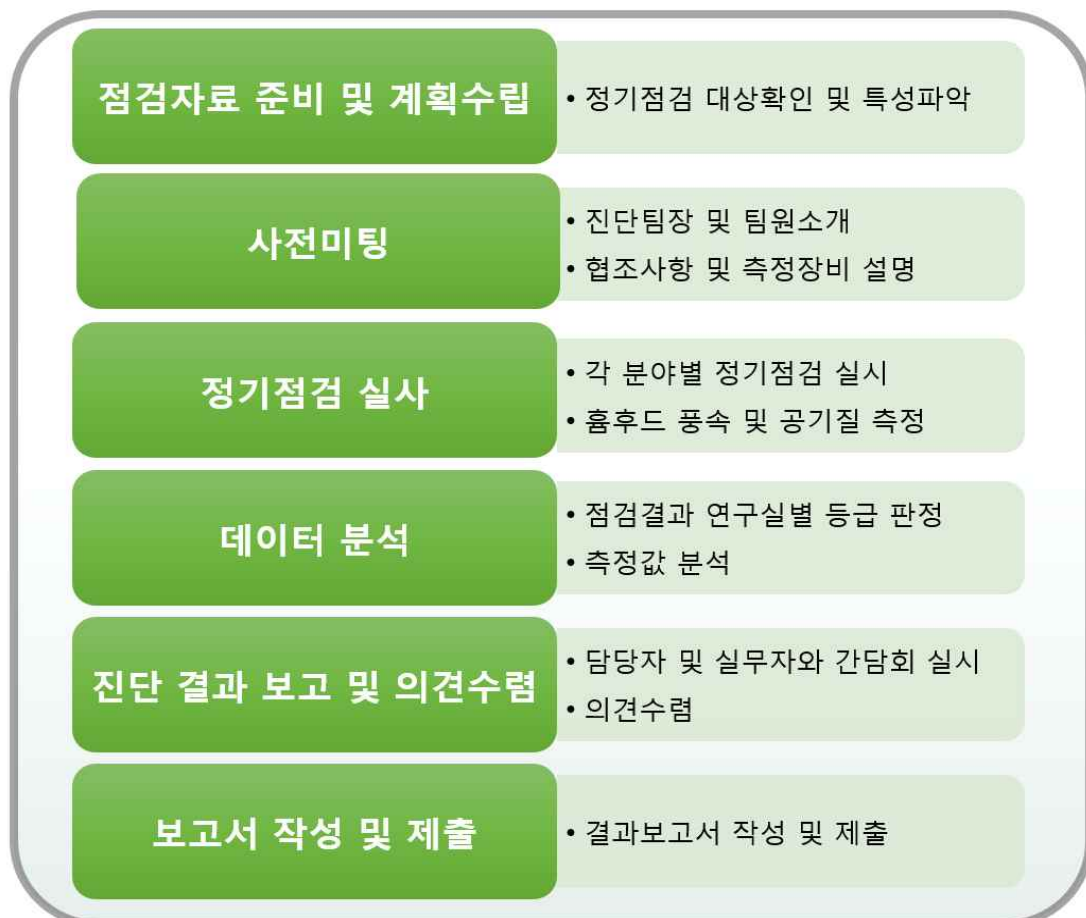 점검자료 준비 및 계획수립
• 정기점검 대상확인 및 특성파악
사전미팅
• 진단팀장 및 팀원소개
• 협조사항 및 측정장비 설명
정기점검 실사
• 각 분야별 정기점검 실시
• 흄후드 풍속 및 공기질 측정
데이터 분석
• 점검결과 연구실별 등급 판정
• 측정값 분석
진단 결과 보고 및 의견수렴
• 담당자 및 실무자와 간담회 실시
• 의견수렴
보고서 작성 및 제출
• 결과보고서 작성 및 제출